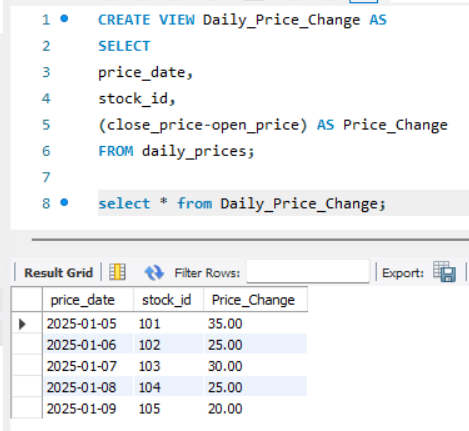 1 CREATE VIEW Daily_Price_Change AS
2 SELECT
3 price_date,
4 stock_id,
5 (close_price-open_price) AS Price_Change
6 FROM daily_prices;
7
8 select * from Daily_Price_Change;
Result Grid Filter Rows: Export:
price_date stock_id Price_Change
2025-01-05 101 35.00
2025-01-06 102 25.00
2025-01-07 103 30.00
2025-01-08 104 25.00
2025-01-09 105 20.00